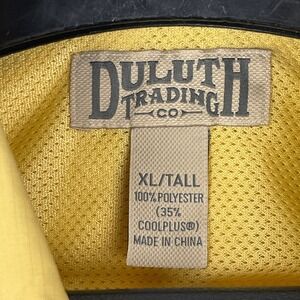 DULUTH
TRADING
CO
XL/TALL
100% POLYESTER
(35%
COOLPLUS®)
MADE IN CHINA